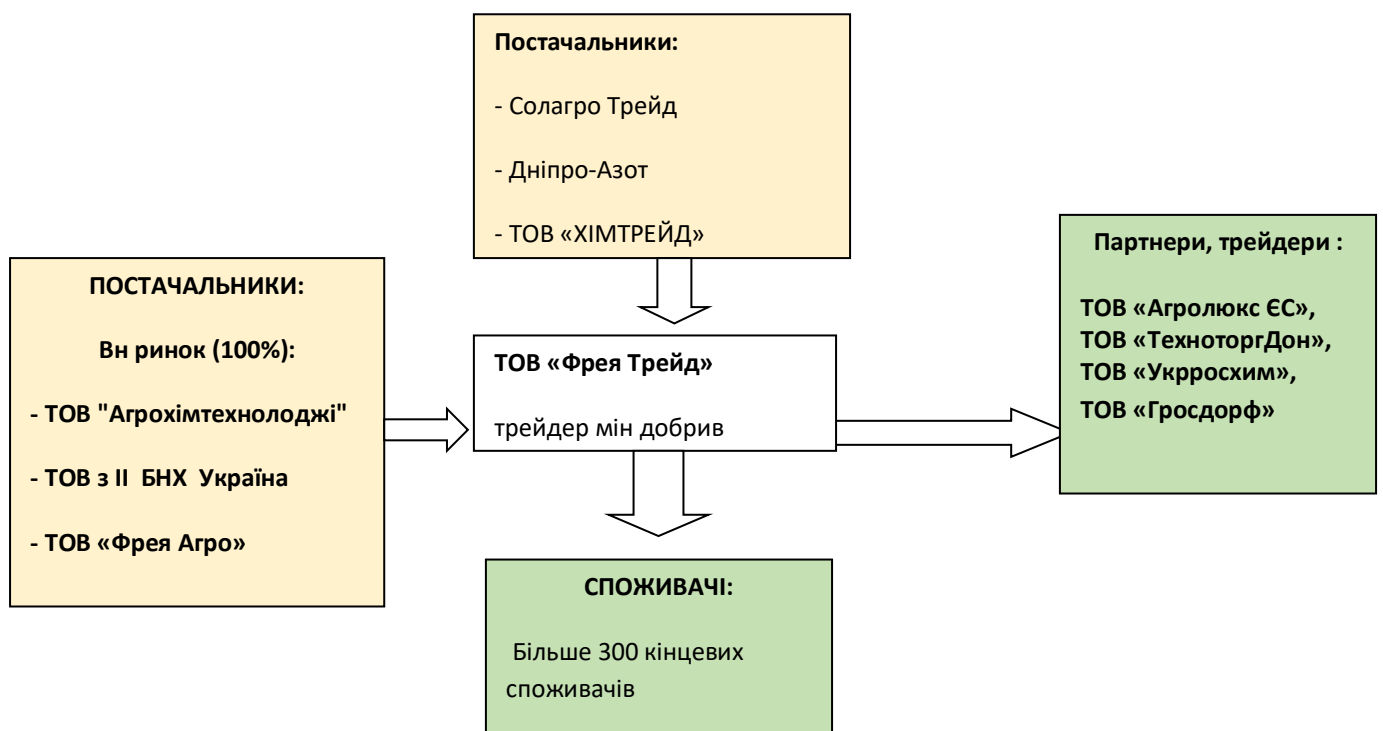 Постачальники:
- Солагро Трейд
- Дніпро-Азот
- ТОВ «ХІМТРЕЙД»
ПОСТАЧАЛЬНИКИ:
Вн ринок (100%):
- ТОВ "Агрохімтехнолоджі"
- ТОВ з ІІ БНХ Україна
- ТОВ «Фрея Агро»
ТОВ «Фрея Трейд»
трейдер мін добрив
Партнери, трейдери :
ТОВ «Агролюкс ЄС»,
ТОВ «ТехноторгДон»,
ТОВ «Укрросхим»,
ТОВ «Гросдорф»
СПОЖИВАЧІ:
Більше 300 кінцевих
споживачів